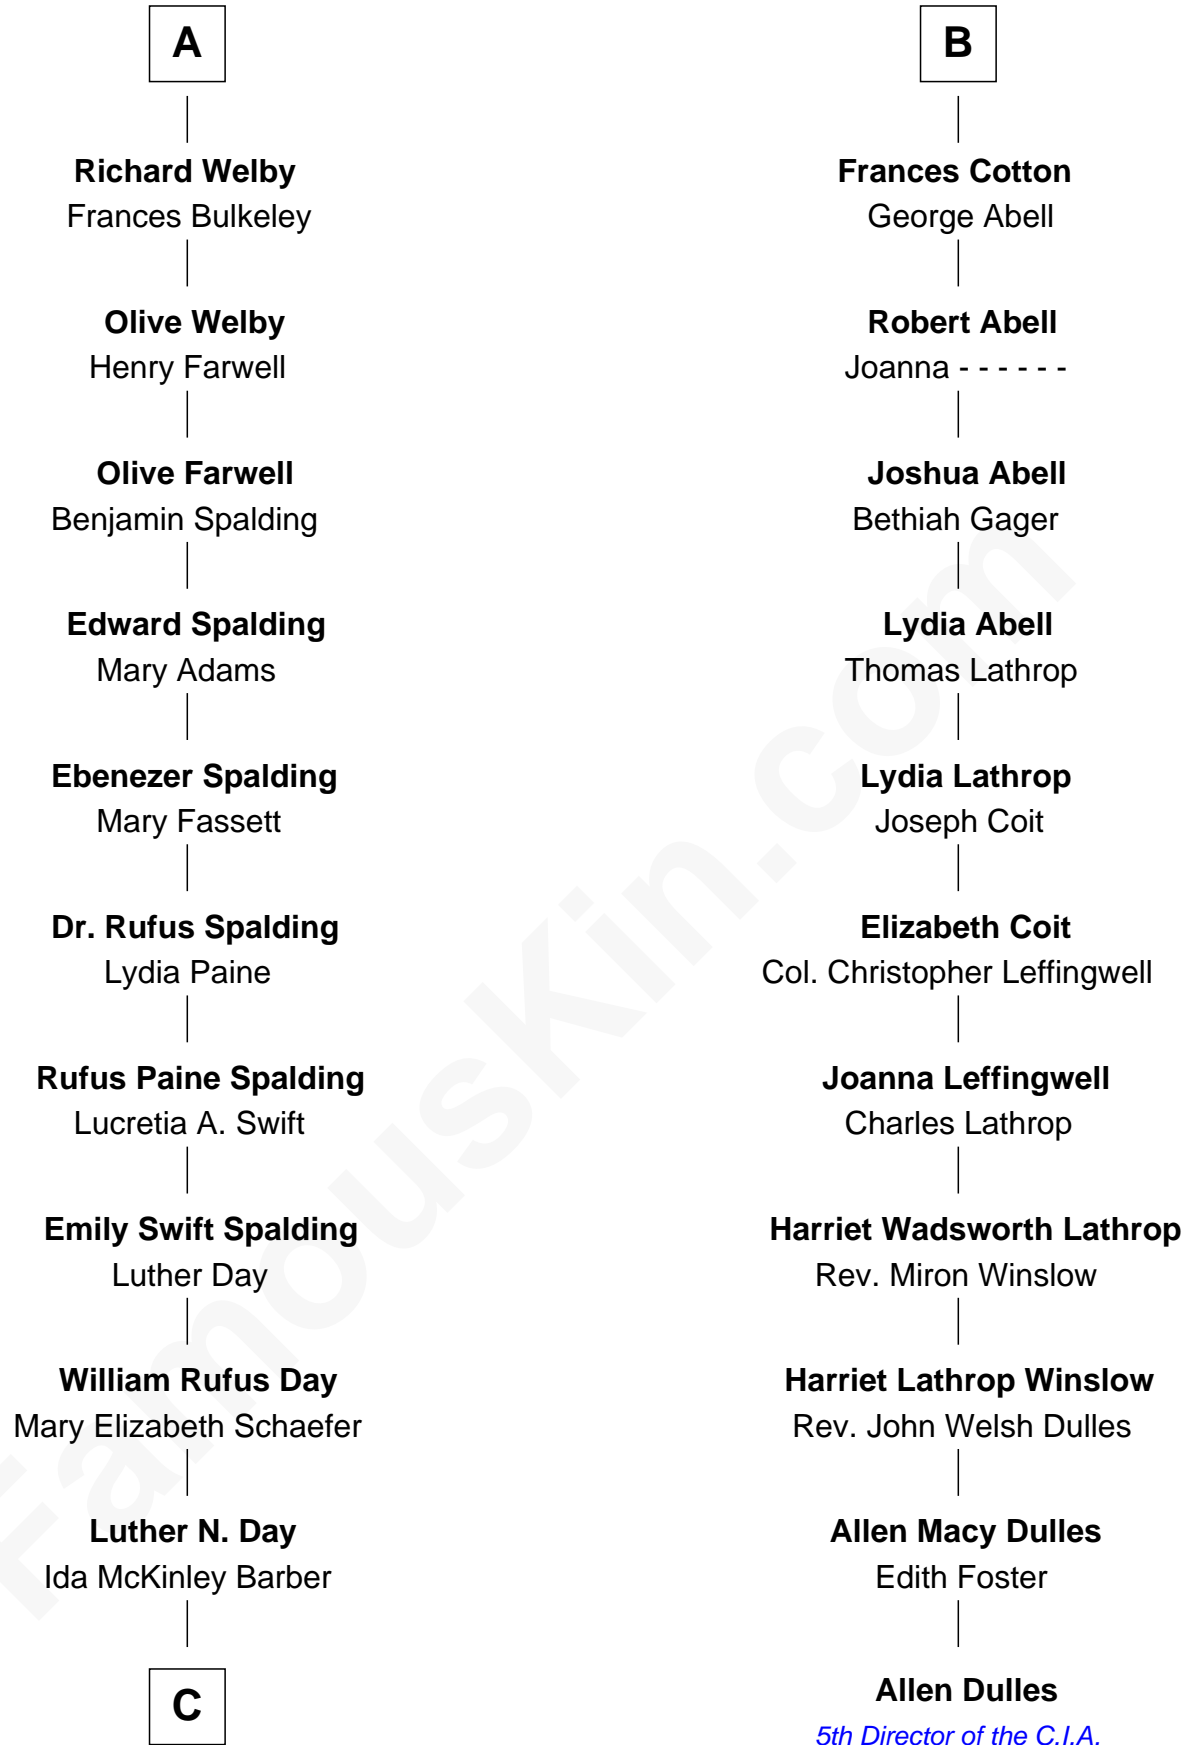 A
Richard Welby
Frances Bulkeley
Olive Welby
Henry Farwell
Olive Farwell
Benjamin Spalding
Edward Spalding
Mary Adams
Ebenezer Spalding
Mary Fassett
Dr. Rufus Spalding
Lydia Paine
Rufus Paine Spalding
Lucretia A. Swift
Emily Swift Spalding
Luther Day
William Rufus Day
Mary Elizabeth Schaefer
Luther N. Day
Ida McKinley Barber
C
B
Frances Cotton
George Abell
Robert Abell
Joanna - - - - - -
Joshua Abell
Bethiah Gager
Lydia Abell
Thomas Lathrop
Lydia Lathrop
Joseph Coit
Elizabeth Coit
Col. Christopher Leffingwell
Joanna Leffingwell
Charles Lathrop
Harriet Wadsworth Lathrop
Rev. Miron Winslow
Harriet Lathrop Winslow
Rev. John Welsh Dulles
Allen Macy Dulles
Edith Foster
Allen Dulles
5th Director of the C.I.A.
FamousKin.com